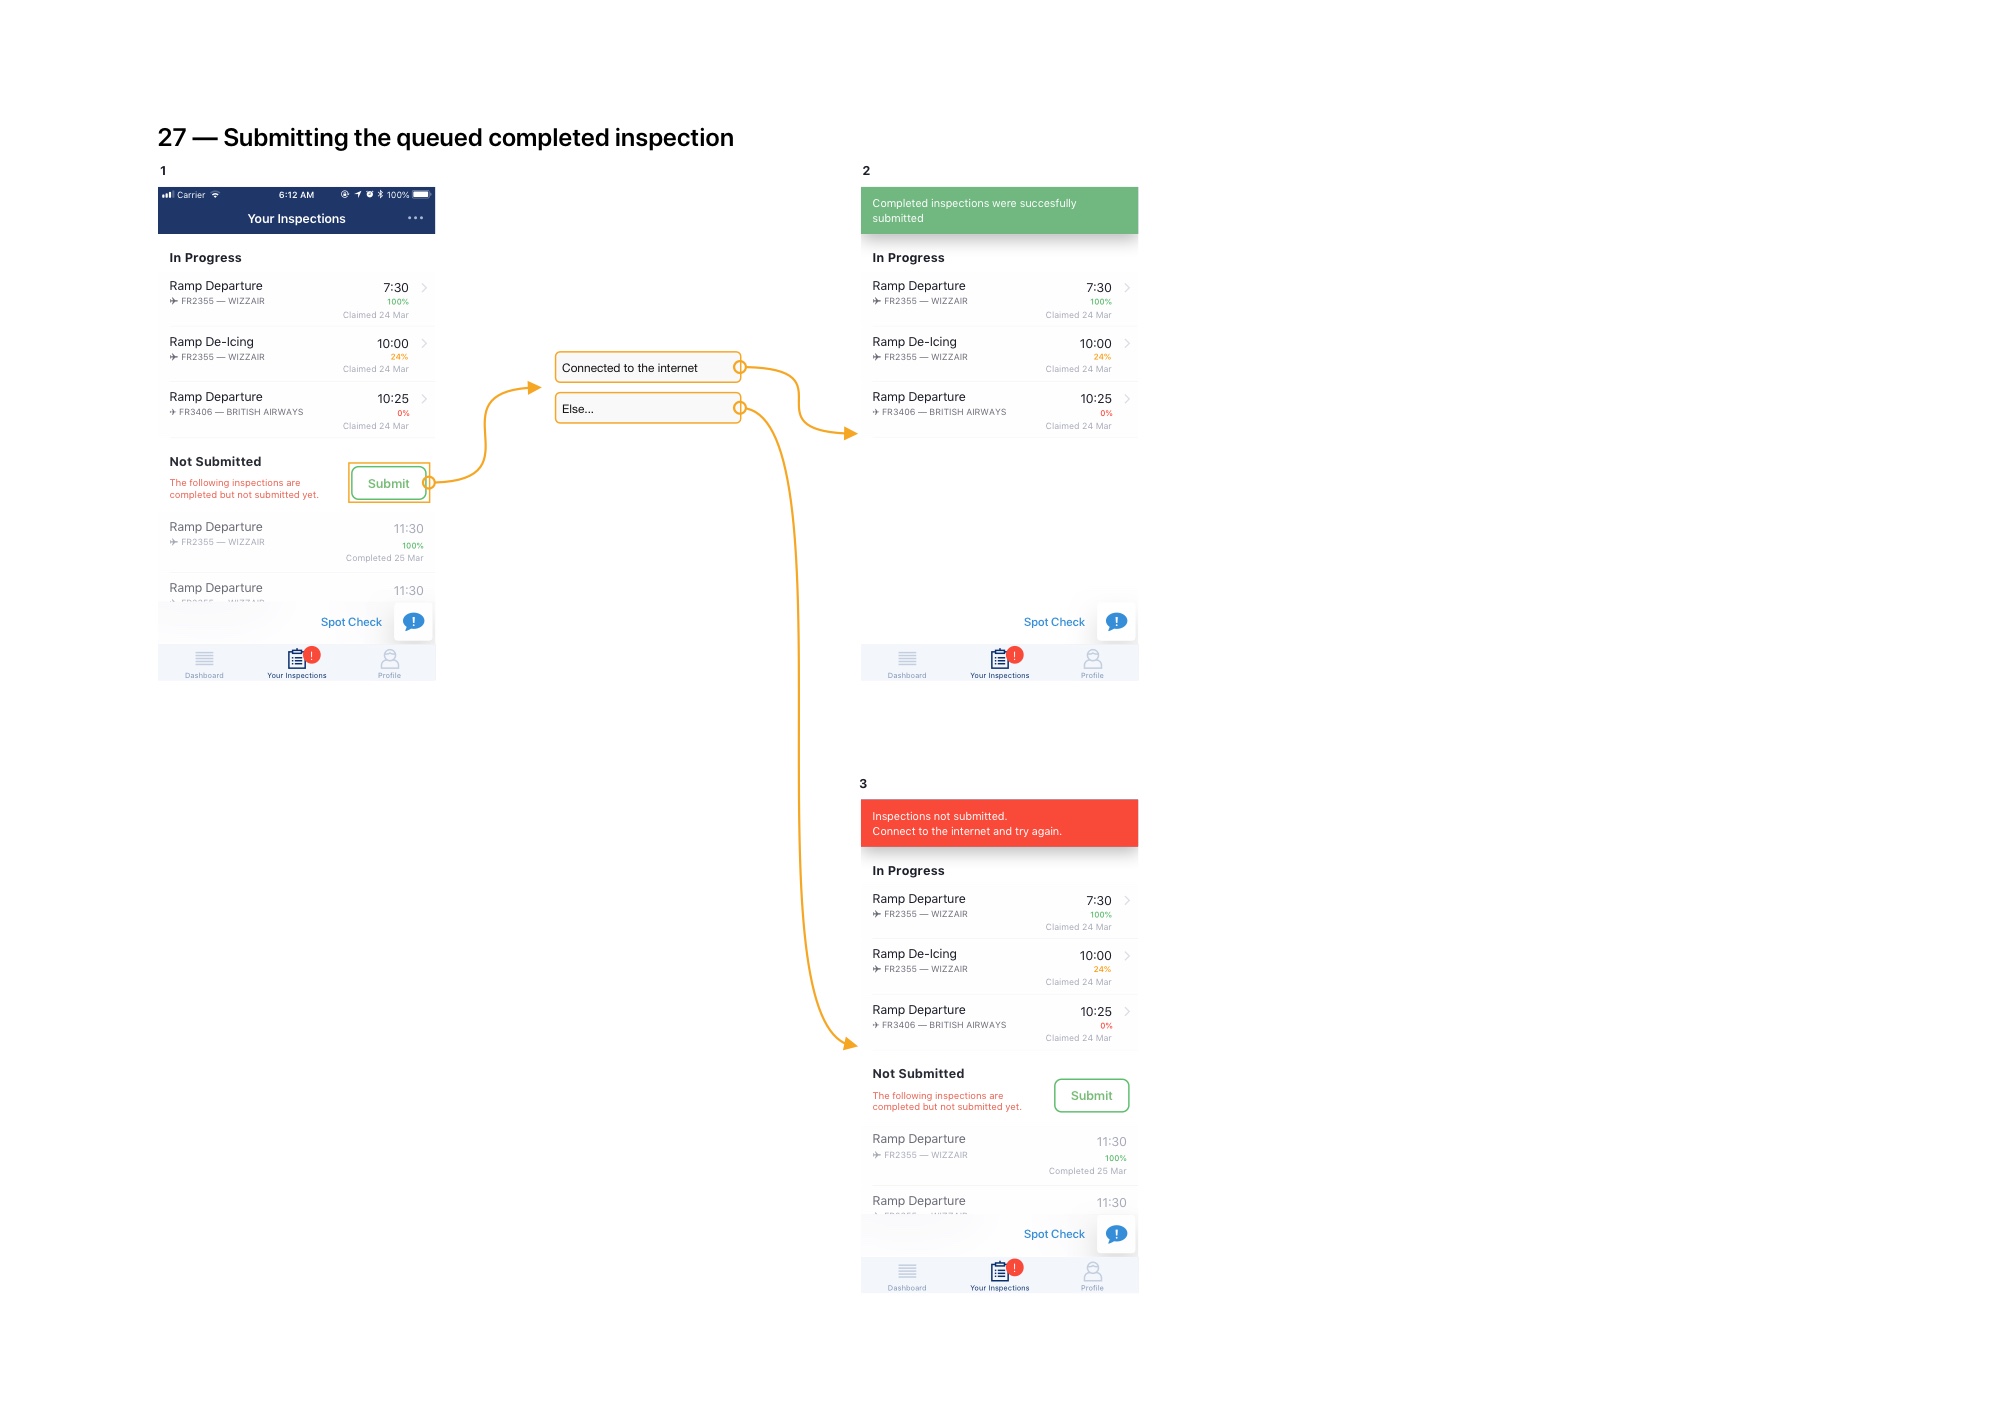 27 — Submitting the queued completed inspection
1
Carrier 6:12 AM 100%
Your Inspections
In Progress
Ramp Departure 7:30
FR2355 — WIZZAIR 100%
Claimed 24 Mar
Ramp De-Icing 10:00
FR2355 — WIZZAIR 24%
Claimed 24 Mar
Ramp Departure 10:25
FR3406 — BRITISH AIRWAYS 0%
Claimed 24 Mar
Not Submitted
The following inspections are
completed but not submitted yet.
Submit
Ramp Departure 11:30
FR2355 — WIZZAIR 100%
Completed 25 Mar
Ramp Departure 11:30
Spot Check
Dashboard Your Inspections Profile
Connected to the internet
Else...
2
Completed inspections were succesfully
submitted
In Progress
Ramp Departure 7:30
FR2355 — WIZZAIR 100%
Claimed 24 Mar
Ramp De-Icing 10:00
FR2355 — WIZZAIR 24%
Claimed 24 Mar
Ramp Departure 10:25
FR3406 — BRITISH AIRWAYS 0%
Claimed 24 Mar
Spot Check
Dashboard Your Inspections Profile
3
Inspections not submitted.
Connect to the internet and try again.
In Progress
Ramp Departure 7:30
FR2355 — WIZZAIR 100%
Claimed 24 Mar
Ramp De-Icing 10:00
FR2355 — WIZZAIR 24%
Claimed 24 Mar
Ramp Departure 10:25
FR3406 — BRITISH AIRWAYS 0%
Claimed 24 Mar
Not Submitted
The following inspections are
completed but not submitted yet.
Submit
Ramp Departure 11:30
FR2355 — WIZZAIR 100%
Completed 25 Mar
Ramp Departure 11:30
Spot Check
Dashboard Your Inspections Profile